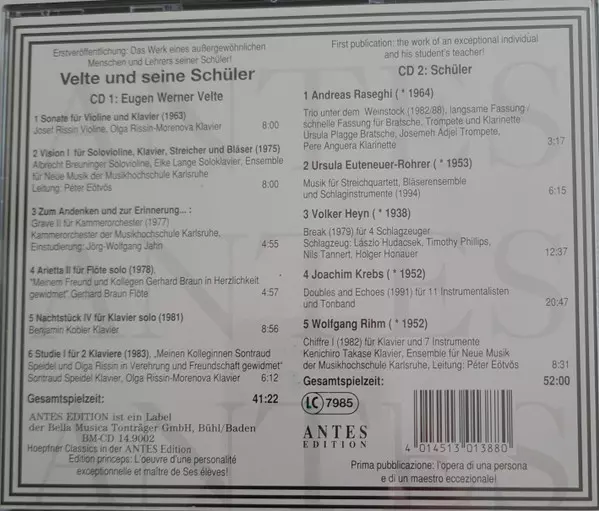 Erstveröffentlichung: Das Werk eines außergewöhnlichen
Menschen und Lehrers seiner Schüler!
Velte und seine Schüler
CD 1: Eugen Werner Velte
1 Sonate für Violine und Klavier (1963)
Josef Rissin Violine, Olga Rissin-Morenova Klavier 8:00
2 Vision I für Solovioline, Klavier, Streicher und Bläser (1975)
Albrecht Breuninger Solovioline, Elke Lange Soloklavier, Ensemble
für Neue Musik der Musikhochschule Karlsruhe
Leitung: Péter Eötvös 8:00
3 Zum Andenken und zur Erinnerung... :
Grave II für Kammerorchester (1977)
Kammerorchester der Musikhochschule Karlsruhe,
Einstudierung: Jörg-Wolfgang Jahn 4:55
4 Arietta II für Flöte solo (1978),
"Meinem Freund und Kollegen Gerhard Braun in Herzlichkeit
gewidmet" Gerhard Braun Flöte 4:57
5 Nachtstück IV für Klavier solo (1981)
Benjamin Kobler Klavier 8:56
6 Studie I für 2 Klaviere (1983), „Meinen Kolleginnen Sontraud
Speidel und Olga Rissin in Verehrung und Freundschaft gewidmet"
Sontraud Speidel Klavier, Olga Rissin-Morenova Klavier 6:12
Gesamtspielzeit: 41:22
ANTES EDITION ist ein Label
der Bella Musica Tonträger GmbH, Bühl/Baden
BM-CD 14.9002
Hoepfner Classics in der ANTES Edition
Edition princeps: L'oeuvre d'une personalité
exceptionelle et maître de Ses éléves!
First publication: the work of an exceptional individual
and his student's teacher!
CD 2: Schüler
1 Andreas Raseghi (* 1964)
Trio unter dem Weinstock (1982/88), langsame Fassung /
schnelle Fassung für Bratsche, Trompete und Klarinette
Ursula Plagge Bratsche, Josemeh Adjei Trompete,
Pere Anguera Klarinette 3:17
2 Ursula Euteneuer-Rohrer (* 1953)
Musik für Streichquartett, Bläserensemble
und Schlaginstrumente (1994) 6:15
3 Volker Heyn (* 1938)
Break (1979) für 4 Schlagzeuger
Schlagzeug: László Hudacsek, Timothy Phillips,
Nils Tannert, Holger Honauer 12:37
4 Joachim Krebs (* 1952)
Doubles and Echoes (1991) für 11 Instrumentalisten
und Tonband 20:47
5 Wolfgang Rihm (* 1952)
Chiffre I (1982) für Klavier und 7 Instrumente
Kenichiro Takase Klavier, Ensemble für Neue Musik
der Musikhochschule Karlsruhe, Leitung: Péter Eötvös 8:31
Gesamtspielzeit: 52:00
LC 7985
ANTES
EDITION
4 014513 013880
Prima pubblicazione: l'opera di una persona
e di un maestro eccezionale!
ANTES
ANTES
ANTES
ANTES